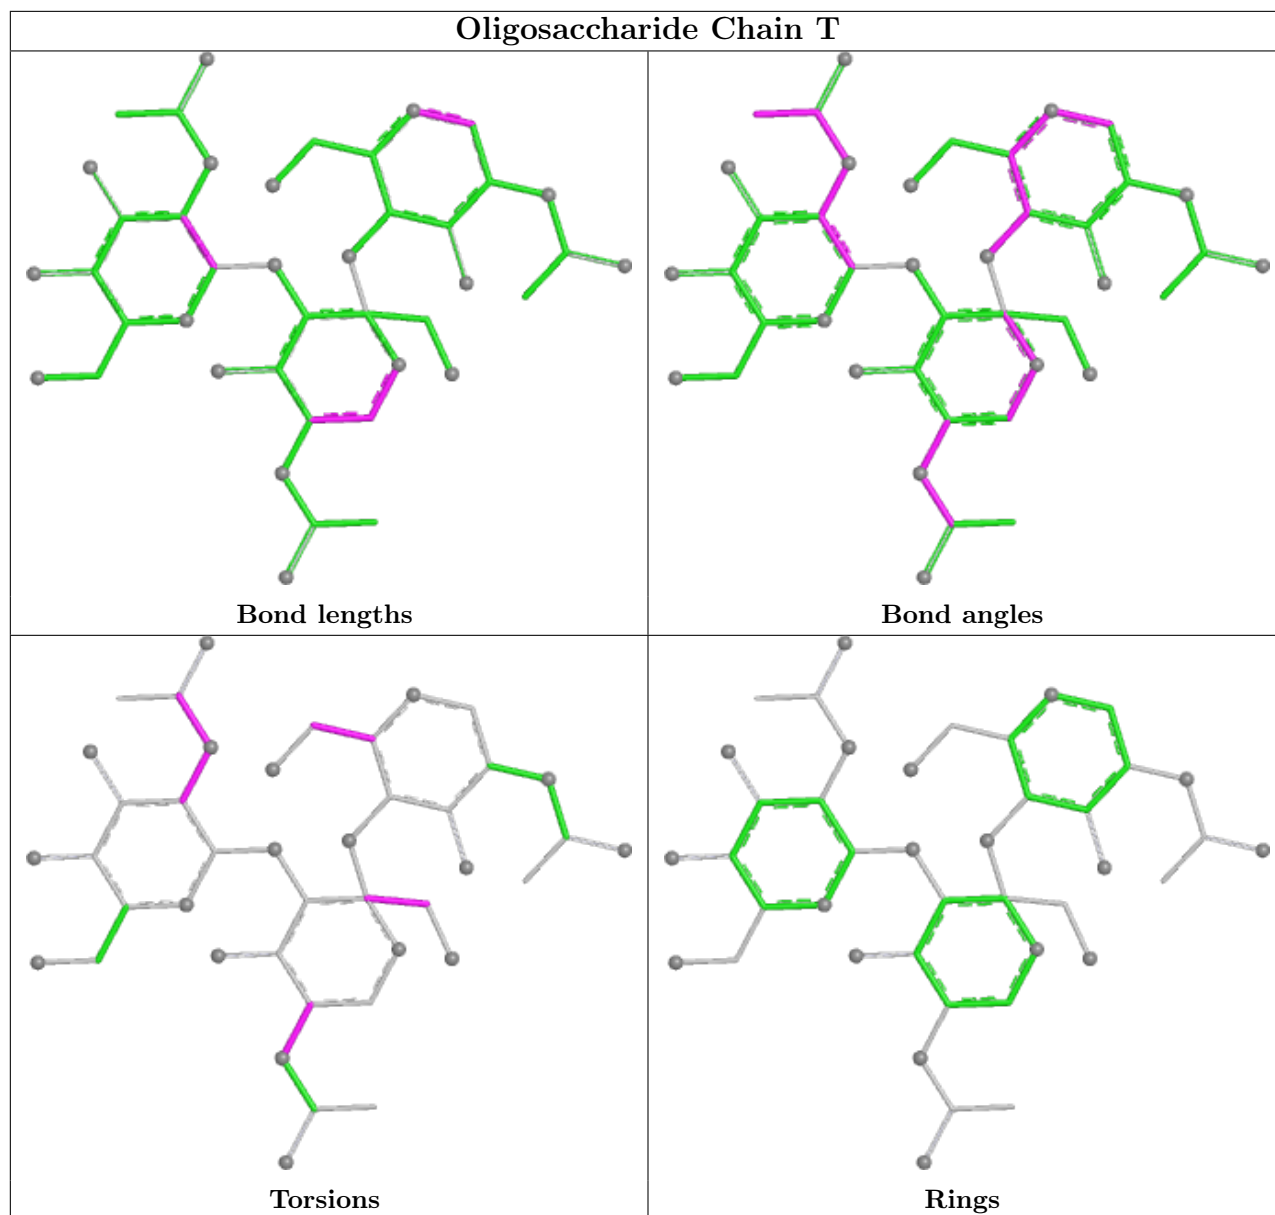 Oligosaccharide Chain T
Bond lengths
Bond angles
Torsions
Rings